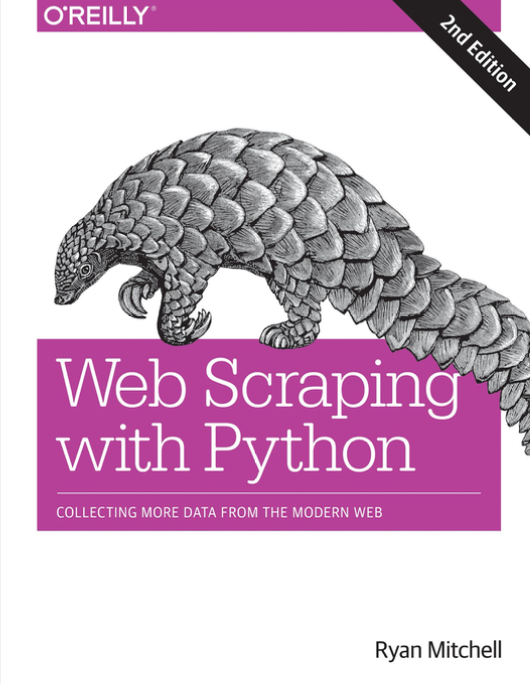 O'REILLY®
2nd Edition
Web Scraping
with Python
COLLECTING MORE DATA FROM THE MODERN WEB
Ryan Mitchell